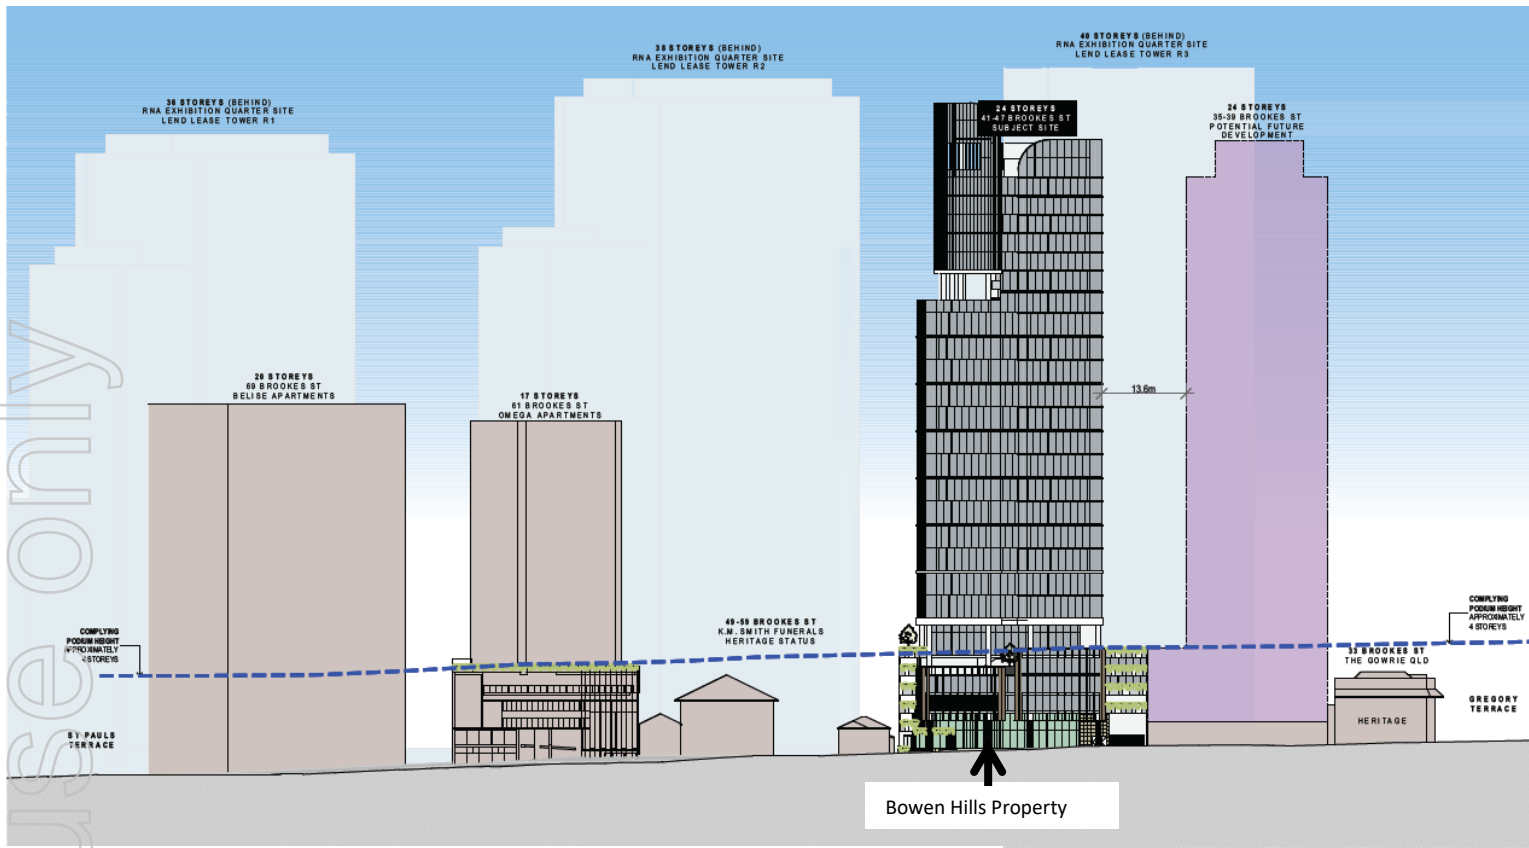 36 STOREYS (BEHIND)
RNA EXHIBITION QUARTER SITE
LEND LEASE TOWER R1
38 STOREYS (BEHIND)
RNA EXHIBITION QUARTER SITE
LEND LEASE TOWER R2
40 STOREYS (BEHIND)
RNA EXHIBITION QUARTER SITE
LEND LEASE TOWER R3
24 STOREYS
41-47 BROOKES ST
SUBJECT SITE
24 STOREYS
35-39 BROOKES ST
POTENTIAL FUTURE
DEVELOPMENT
20 STOREYS
69 BROOKES ST
BELISE APARTMENTS
17 STOREYS
61 BROOKES ST
OMEGA APARTMENTS
13.6m
COMPLYING
PODIUM HEIGHT
APPROXIMATELY
4 STOREYS
49-59 BROOKES ST
K.M. SMITH FUNERALS
HERITAGE STATUS
COMPLYING
PODIUM HEIGHT
APPROXIMATELY
4 STOREYS
33 BROOKES ST
THE GOWRIE QLD
HERITAGE
GREGORY
TERRACE
ST PAULS
TERRACE
Bowen Hills Property
use only